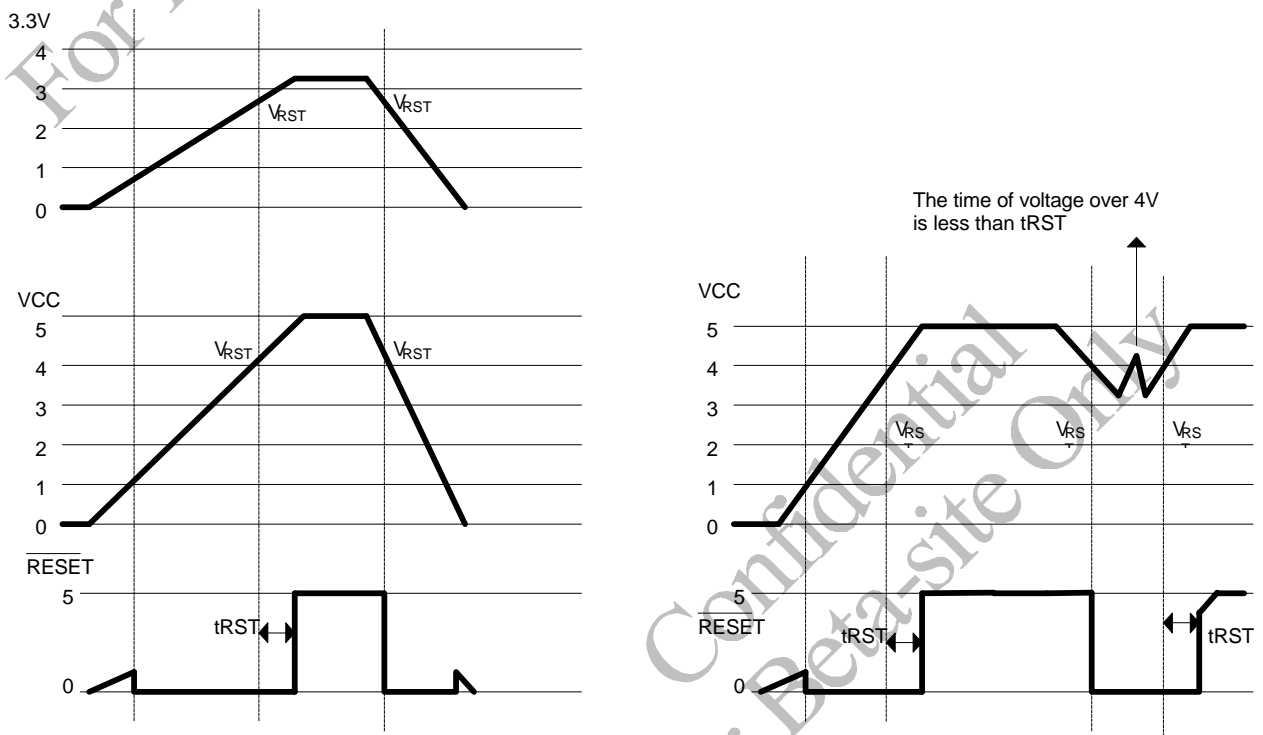 3.3V
4
3
2
1
0
VRST
VRST
VCC
5
4
3
2
1
0
VRST
VRST
RESET
5
0
tRST
The time of voltage over 4V
is less than tRST
VCC
5
4
3
2
1
0
VRS
T
VRS
T
VRS
T
RESET
5
0
tRST
tRST
Confidential
Beta-site Only
For